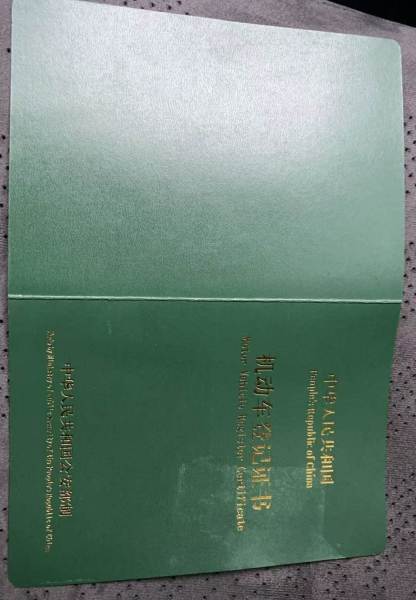 中华人民共和国
People's Republic of China
机动车登记证书
Motor Vehicle Register Certificate
中华人民共和国公安部制